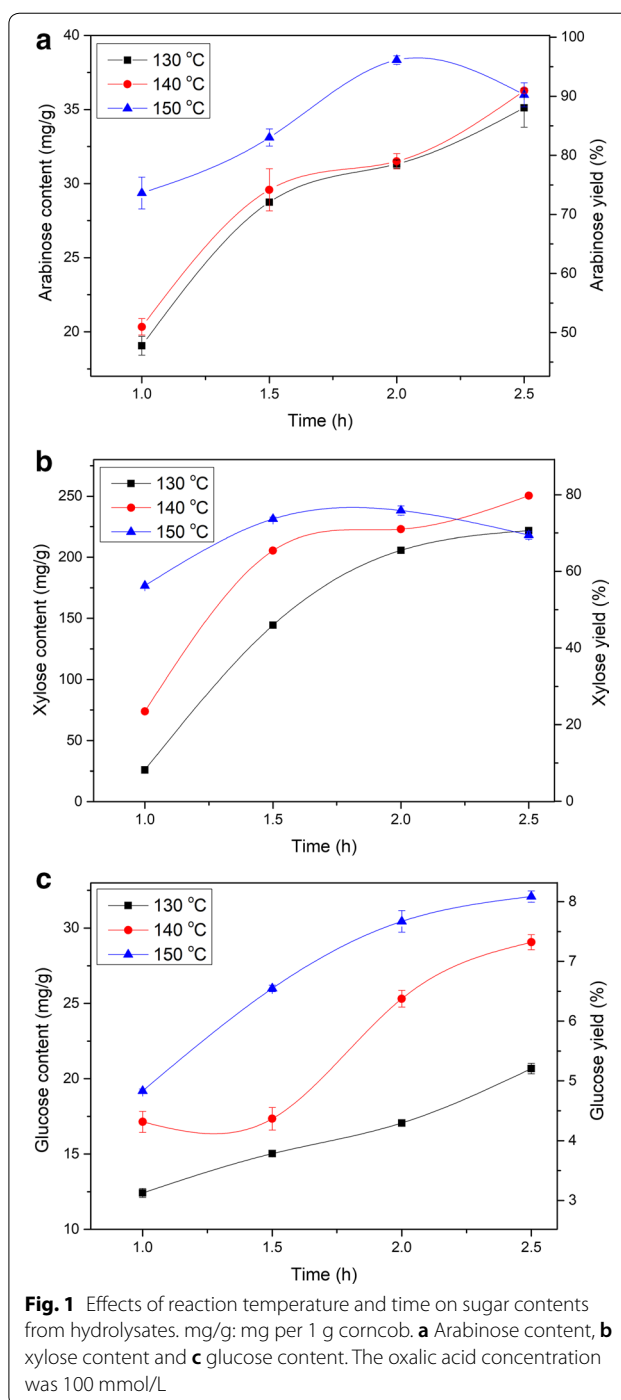 a
130 °C
140 °C
150 °C
40
35
30
25
20
Arabinose content (mg/g)
100
90
80
70
60
50
Arabinose yield (%)
1.0 1.5 2.0 2.5
Time (h)
b
130 °C
140 °C
150 °C
250
200
150
100
75
50
25
0
Xylose content (mg/g)
80
60
40
20
0
Xylose yield (%)
1.0 1.5 2.0 2.5
Time (h)
c
130 °C
140 °C
150 °C
30
25
20
15
10
Glucose content (mg/g)
8
7
6
5
4
3
Glucose yield (%)
1.0 1.5 2.0 2.5
Time (h)
Fig. 1 Effects of reaction temperature and time on sugar contents
from hydrolysates. mg/g: mg per 1 g corncob. a Arabinose content, b
xylose content and c glucose content. The oxalic acid concentration
was 100 mmol/L